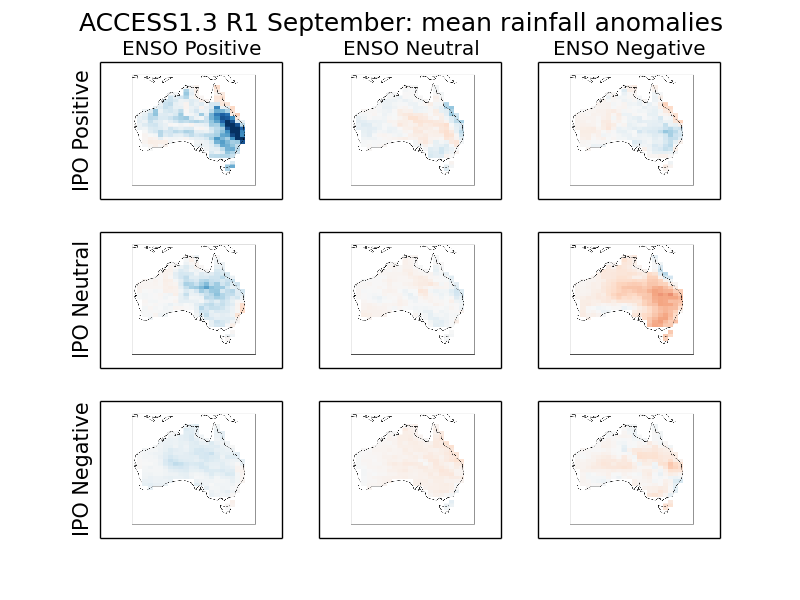 ACCESS1.3 R1 September: mean rainfall anomalies
ENSO Positive
ENSO Neutral
ENSO Negative
IPO Positive
IPO Neutral
IPO Negative